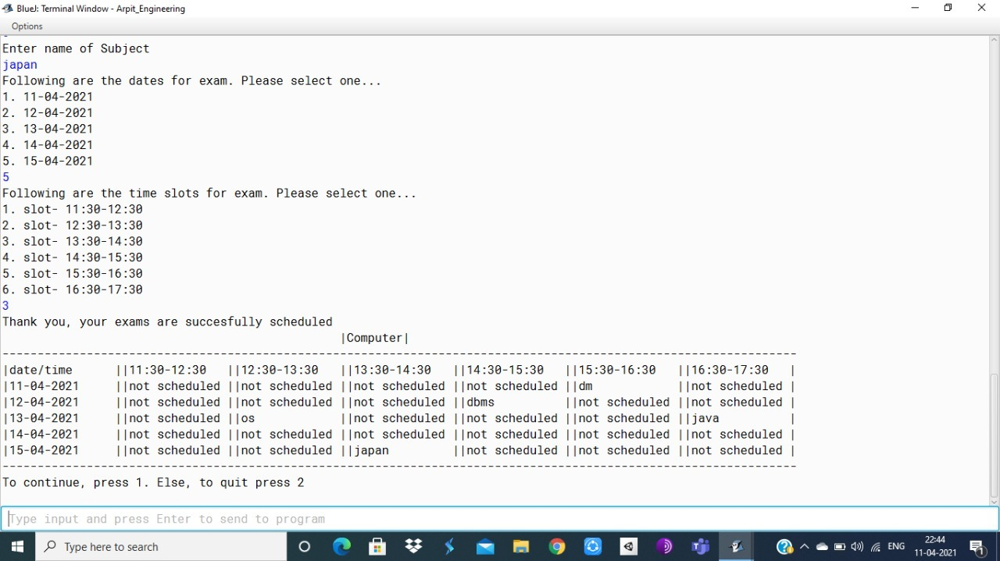 BlueJ: Terminal Window - Arpit_Engineering
Options
Enter name of Subject
japan
Following are the dates for exam. Please select one...
1. 11-04-2021
2. 12-04-2021
3. 13-04-2021
4. 14-04-2021
5. 15-04-2021
5
Following are the time slots for exam. Please select one...
1. slot- 11:30-12:30
2. slot- 12:30-13:30
3. slot- 13:30-14:30
4. slot- 14:30-15:30
5. slot- 15:30-16:30
6. slot- 16:30-17:30
3
Thank you, your exams are succesfully scheduled
|Computer|
-----------------------------------------------------------------------------------------------------------------
|date/time      ||11:30-12:30   ||12:30-13:30   ||13:30-14:30   ||14:30-15:30   ||15:30-16:30   ||16:30-17:30   |
|11-04-2021     ||not scheduled ||not scheduled ||not scheduled ||not scheduled ||dm            ||not scheduled |
|12-04-2021     ||not scheduled ||not scheduled ||not scheduled ||dbms          ||not scheduled ||not scheduled |
|13-04-2021     ||not scheduled ||os            ||not scheduled ||not scheduled ||not scheduled ||java          |
|14-04-2021     ||not scheduled ||not scheduled ||not scheduled ||not scheduled ||not scheduled ||not scheduled |
|15-04-2021     ||not scheduled ||not scheduled ||japan         ||not scheduled ||not scheduled ||not scheduled |
-----------------------------------------------------------------------------------------------------------------
To continue, press 1. Else, to quit press 2
Type input and press Enter to send to program
Type here to search
ENG
22:44
11-04-2021
1